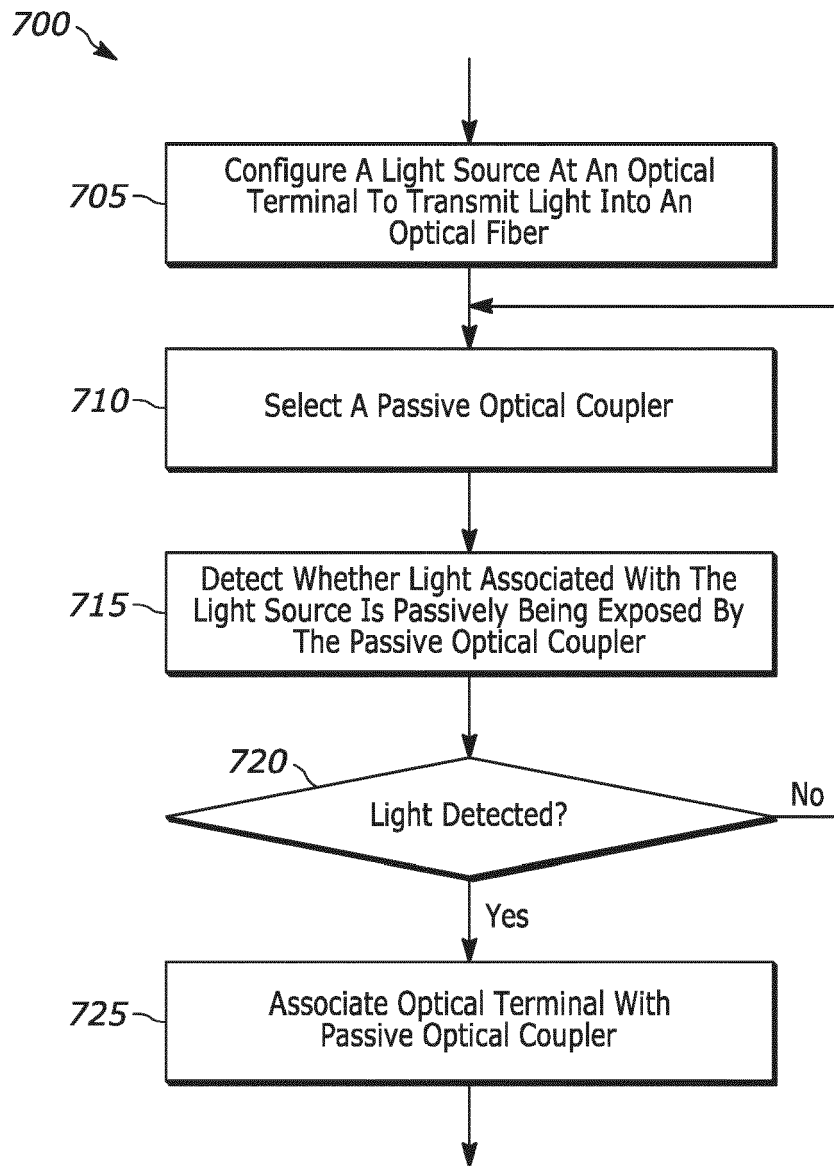 700
705
Configure A Light Source At An Optical
Terminal To Transmit Light Into An
Optical Fiber
710
Select A Passive Optical Coupler
715
Detect Whether Light Associated With The
Light Source Is Passively Being Exposed By
The Passive Optical Coupler
720
Light Detected?
No
Yes
725
Associate Optical Terminal With
Passive Optical Coupler